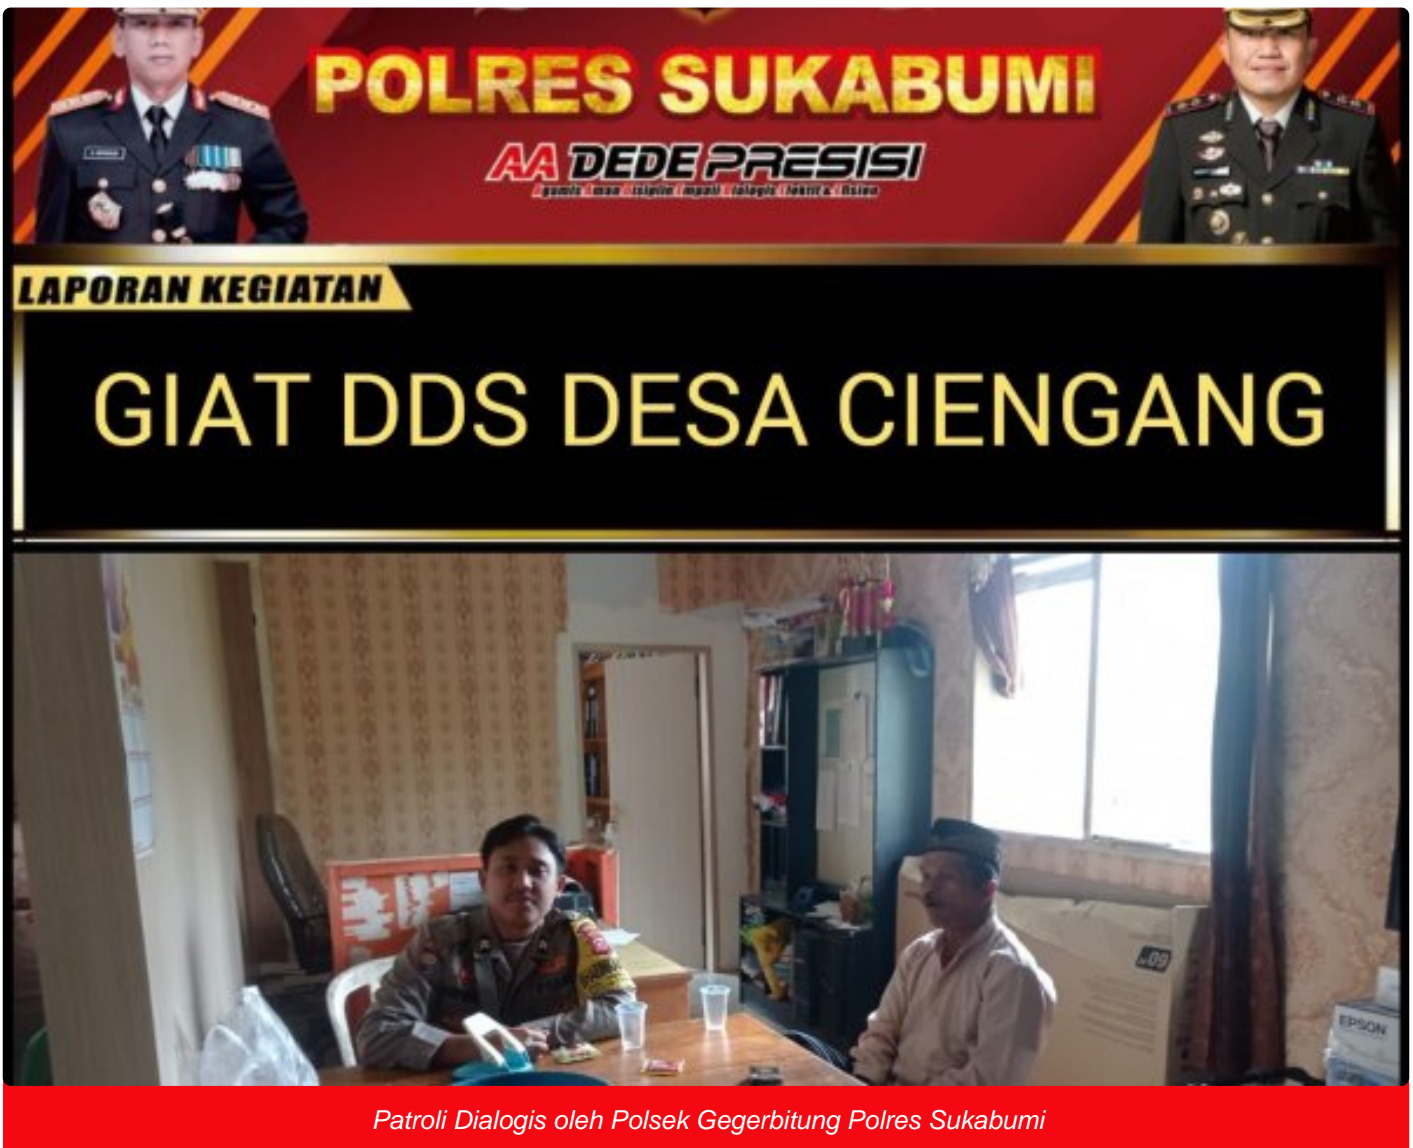 POLRES SUKABUMI
AA DEDE PRESISI
LAPORAN KEGIATAN
GIAT DDS DESA CIENGANG
09
EPSON
Patroli Dialogis oleh Polsek Gegerbitung Polres Sukabumi